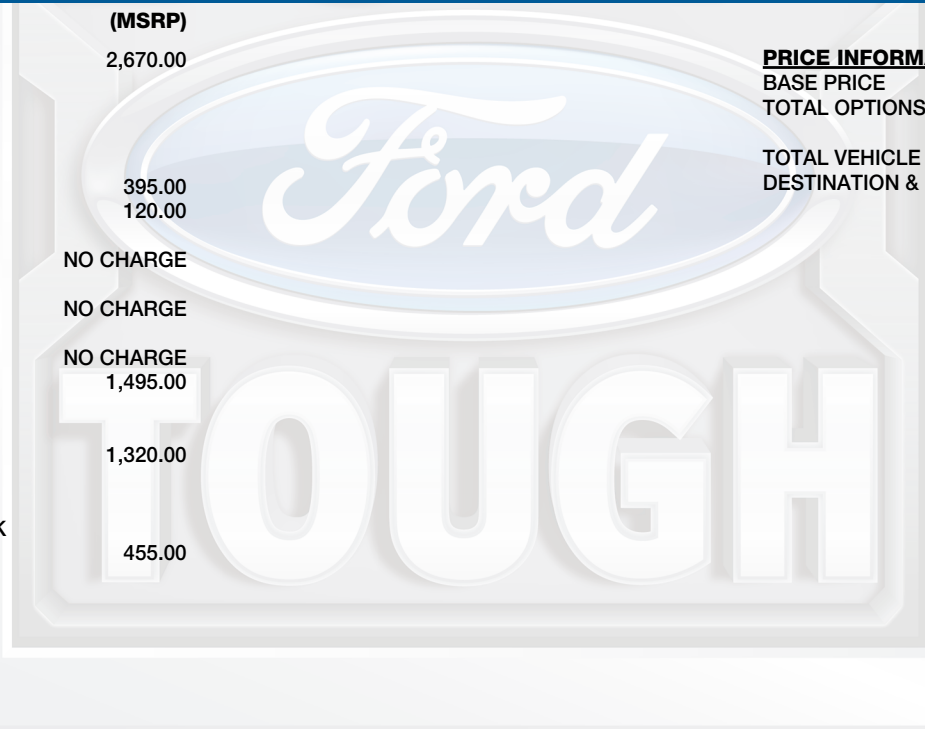 (MSRP)
2,670.00
395.00
120.00
NO CHARGE
NO CHARGE
NO CHARGE
1,495.00
1,320.00
K
455.00
PRICE INFORM
BASE PRICE
TOTAL OPTIONS
TOTAL VEHICLE
DESTINATION &
Ford
TOUGH